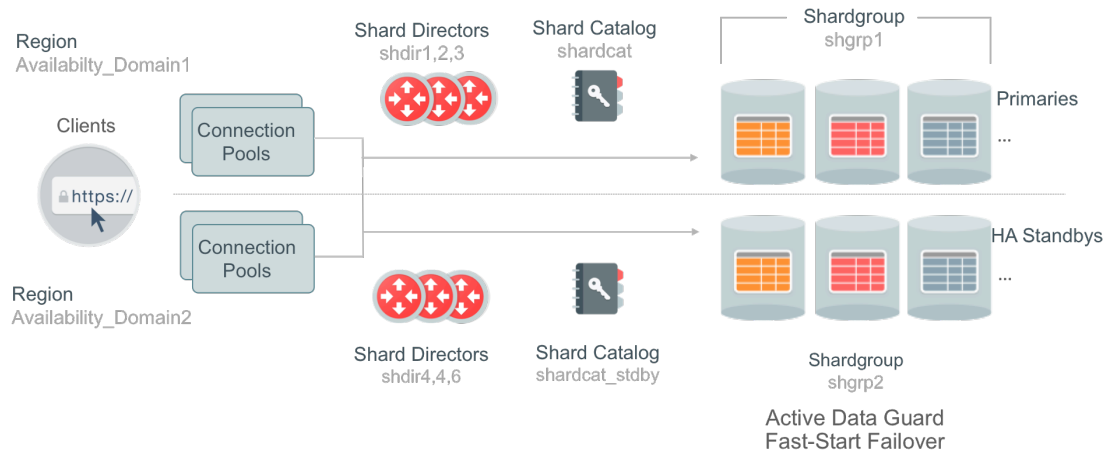 Region
Availabilty_Domain1
Shard Directors
shdir1,2,3
Shard Catalog
shardcat
Shardgroup
shgrp1
Clients
https://
Connection
Pools
Primaries
...
Connection
Pools
HA Standbys
...
Region
Availability_Domain2
Shard Directors
shdir4,4,6
Shard Catalog
shardcat_stdby
Shardgroup
shgrp2
Active Data Guard
Fast-Start Failover